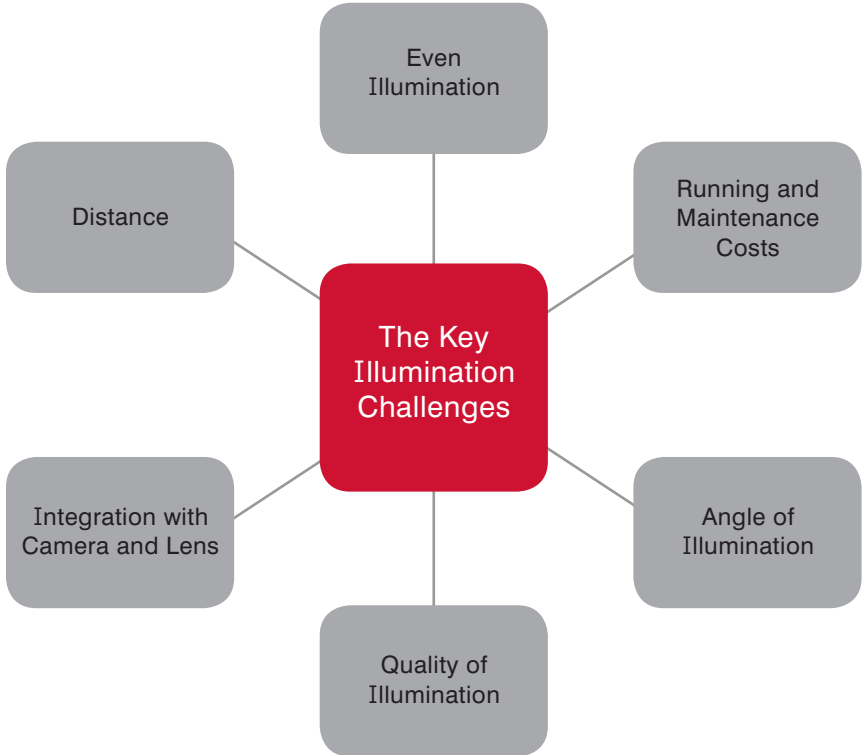 Even
Illumination
Distance
Running and
Maintenance
Costs
The Key
Illumination
Challenges
Integration with
Camera and Lens
Angle of
Illumination
Quality of
Illumination